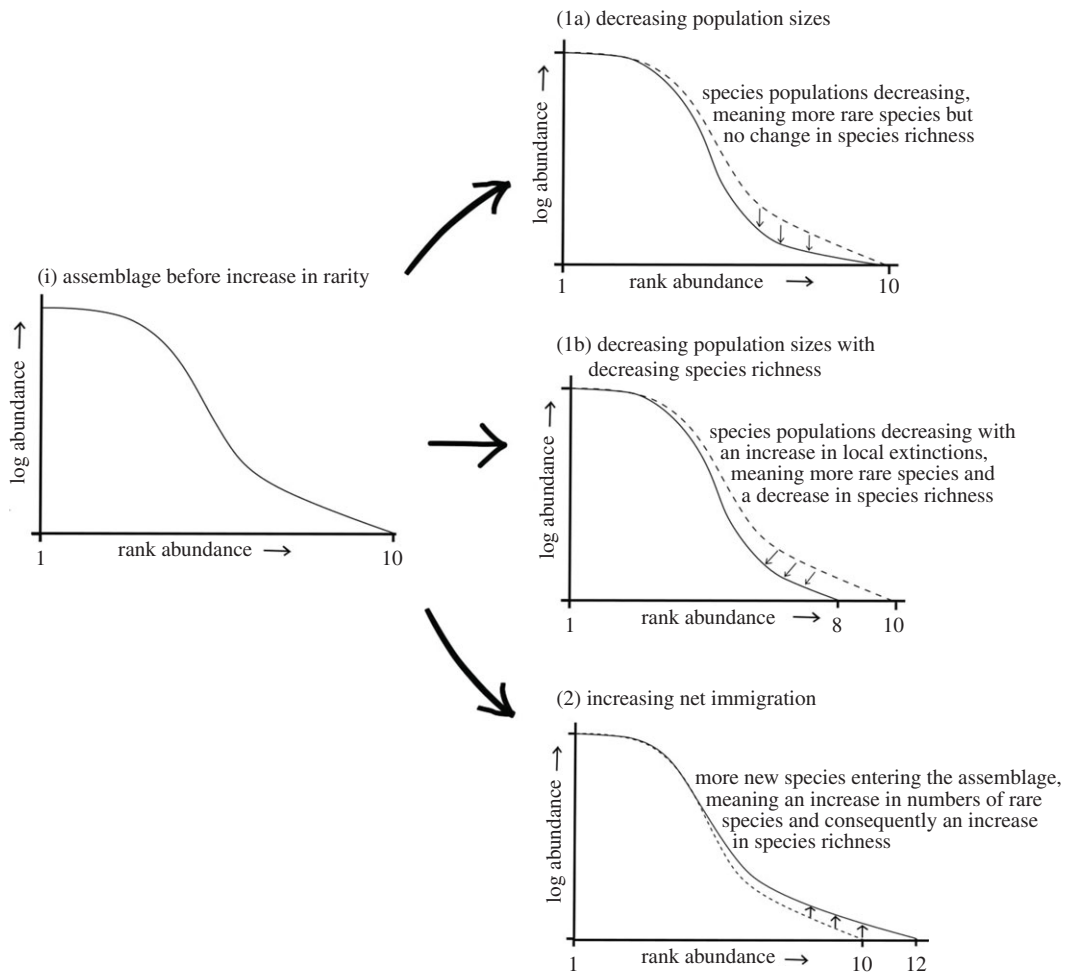 (i) assemblage before increase in rarity
log abundance →
1
rank abundance →
10
(1a) decreasing population sizes
log abundance →
species populations decreasing,
meaning more rare species but
no change in species richness
1
rank abundance →
10
(1b) decreasing population sizes with
decreasing species richness
log abundance →
species populations decreasing with
an increase in local extinctions,
meaning more rare species and
a decrease in species richness
1
rank abundance →
8
10
(2) increasing net immigration
log abundance →
more new species entering the assemblage,
meaning an increase in numbers of rare
species and consequently an increase
in species richness
1
rank abundance →
10
12